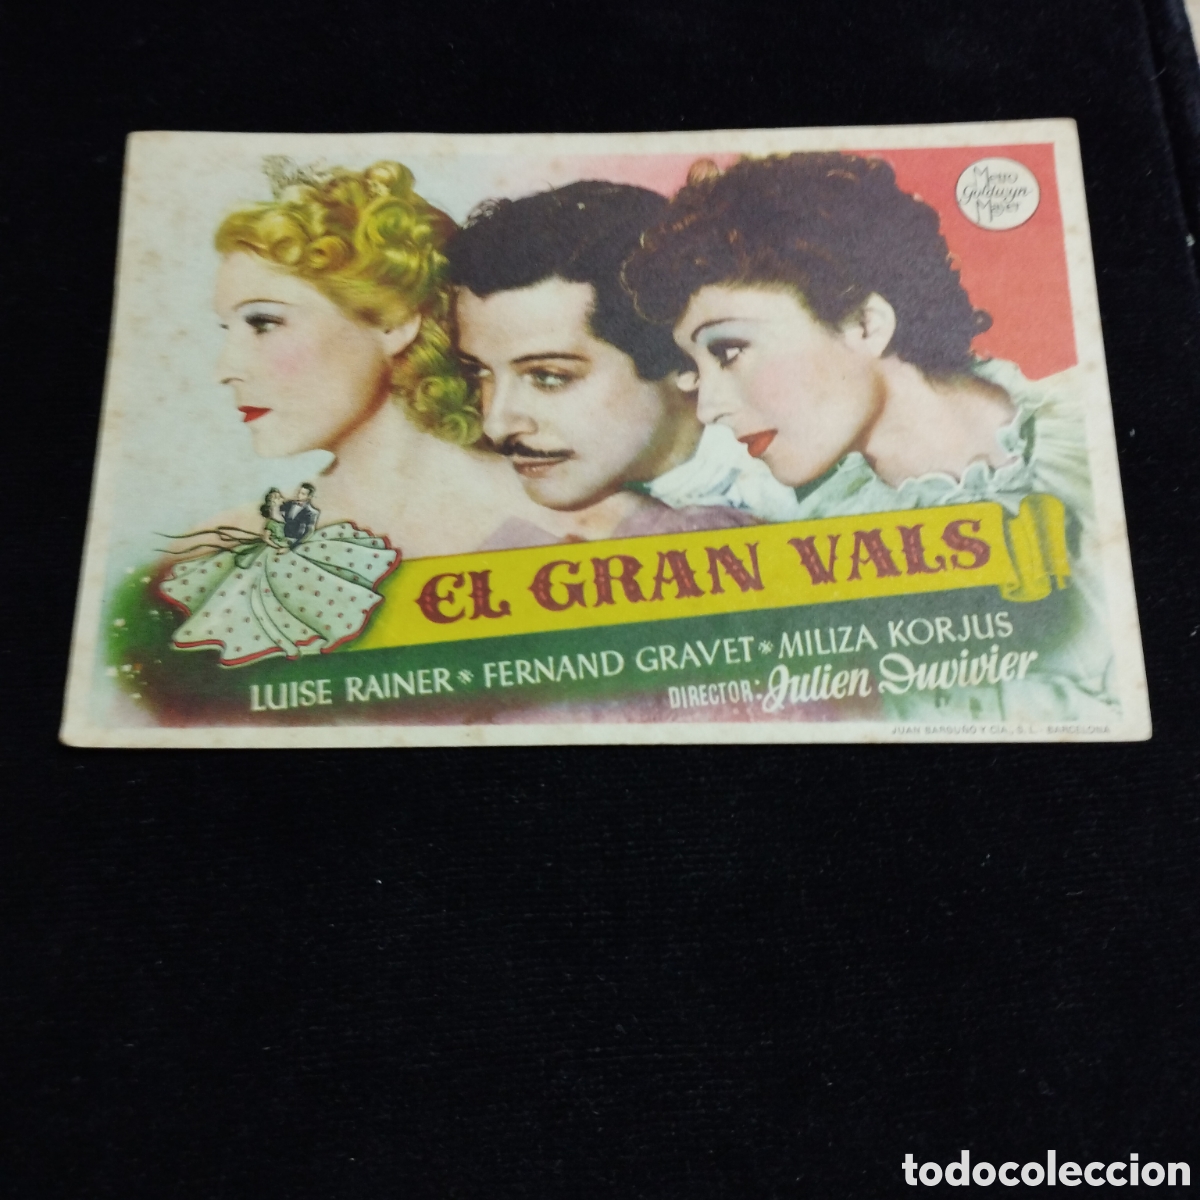 Metro
Goldwyn
Mayer
EL GRAN VALS
LUISE RAINER * FERNAND GRAVET * MILIZA KORJUS
DIRECTOR: Julien Duvivier
JUAN BARGUÑO Y CIA., S. L. - BARCELONA
todocoleccion